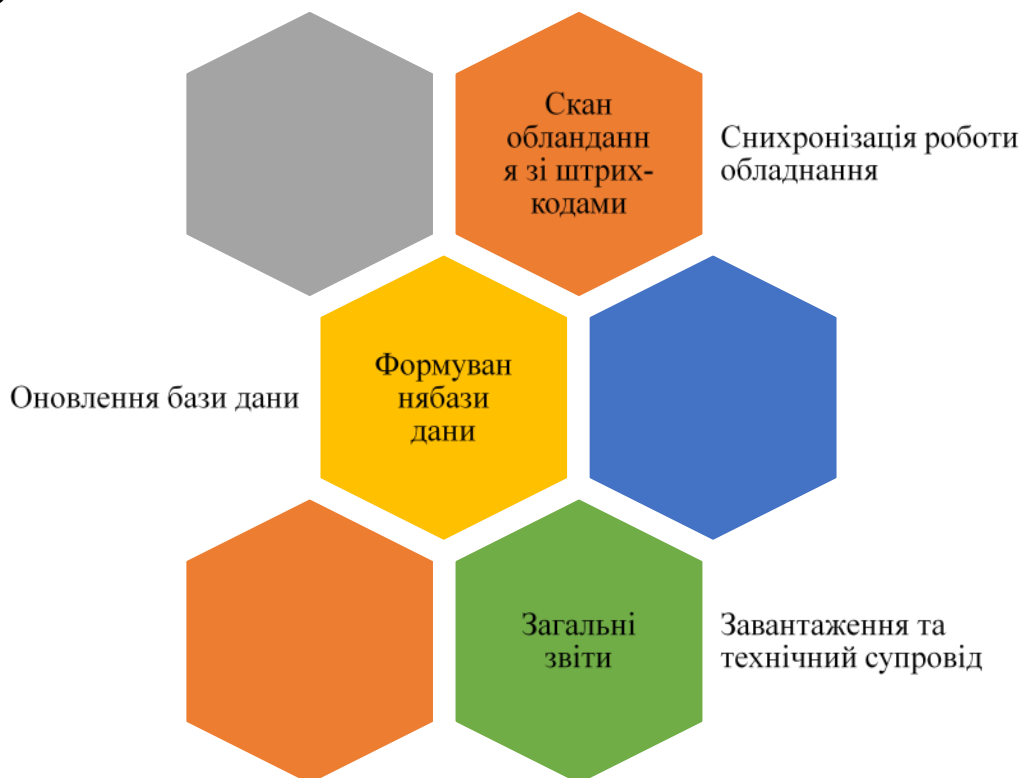 Скан
обланданн
я зі штрих-
кодами
Снихронізація роботи
обладнання
Оновлення бази дани
Формуван
нябази
дани
Загальні
звіти
Завантаження та
технічний супровід